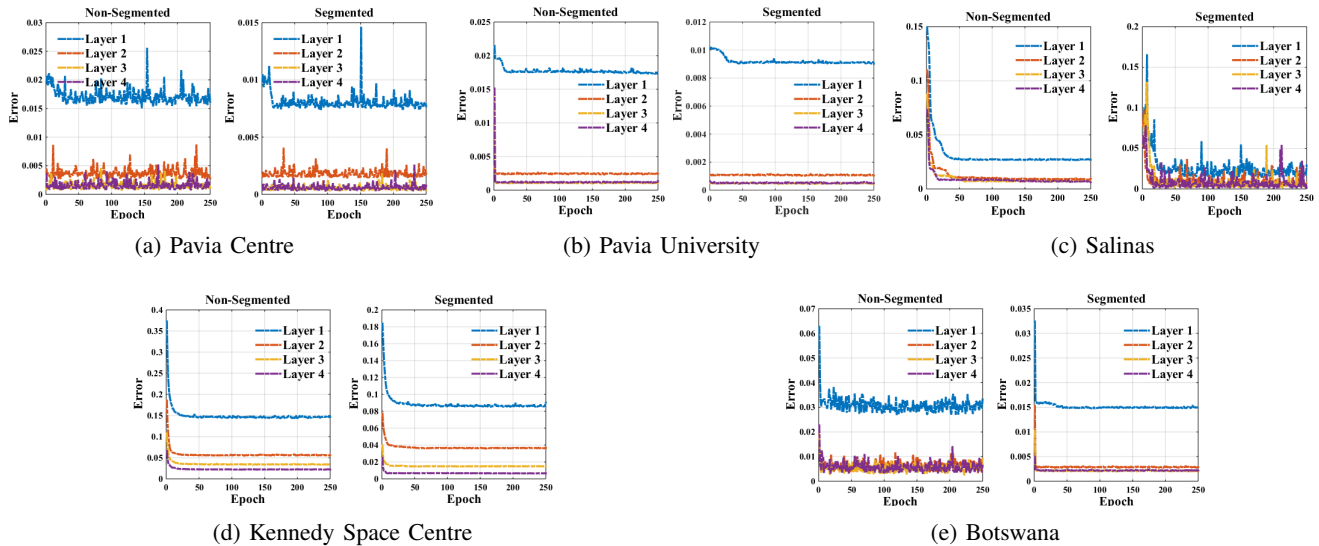 Non-Segmented
0.03
0.025
0.02
0.015
0.01
0.005
0
Error
Layer 1
Layer 2
Layer 3
Layer 4
0 50 100 150 200 250
Epoch
Segmented
0.015
0.01
0.005
0
Error
Layer 1
Layer 2
Layer 3
Layer 4
0 50 100 150 200 250
Epoch
(a) Pavia Centre
Non-Segmented
0.025
0.02
0.015
0.01
0.005
0
Error
Layer 1
Layer 2
Layer 3
Layer 4
0 50 100 150 200 250
Epoch
Segmented
0.012
0.01
0.008
0.006
0.004
0.002
0
Error
Layer 1
Layer 2
Layer 3
Layer 4
0 50 100 150 200 250
Epoch
(b) Pavia University
Non-Segmented
0.15
0.1
0.05
0
Error
Layer 1
Layer 2
Layer 3
Layer 4
0 50 100 150 200 250
Epoch
Segmented
0.2
0.15
0.1
0.05
0
Error
Layer 1
Layer 2
Layer 3
Layer 4
0 50 100 150 200 250
Epoch
(c) Salinas
Non-Segmented
0.4
0.35
0.3
0.25
0.2
0.15
0.1
0.05
0
Error
Layer 1
Layer 2
Layer 3
Layer 4
0 50 100 150 200 250
Epoch
Segmented
0.2
0.18
0.16
0.14
0.12
0.1
0.08
0.06
0.04
0.02
0
Error
Layer 1
Layer 2
Layer 3
Layer 4
0 50 100 150 200 250
Epoch
(d) Kennedy Space Centre
Non-Segmented
0.07
0.06
0.05
0.04
0.03
0.02
0.01
0
Error
Layer 1
Layer 2
Layer 3
Layer 4
0 50 100 150 200 250
Epoch
Segmented
0.035
0.03
0.025
0.02
0.015
0.01
0.005
0
Error
Layer 1
Layer 2
Layer 3
Layer 4
0 50 100 150 200 250
Epoch
(e) Botswana